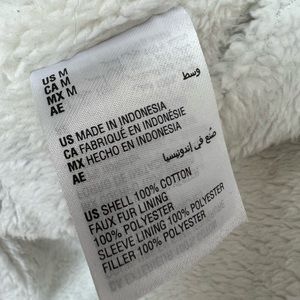 US M
CA M
MX M
AE وسط
US MADE IN INDONESIA
CA FABRIQUÉ EN INDONÉSIE
MX HECHO EN INDONESIA
AE صنع في إندونيسيا
US SHELL 100% COTTON
FAUX FUR LINING
100% POLYESTER
SLEEVE LINING 100% POLYESTER
FILLER 100% POLYESTER